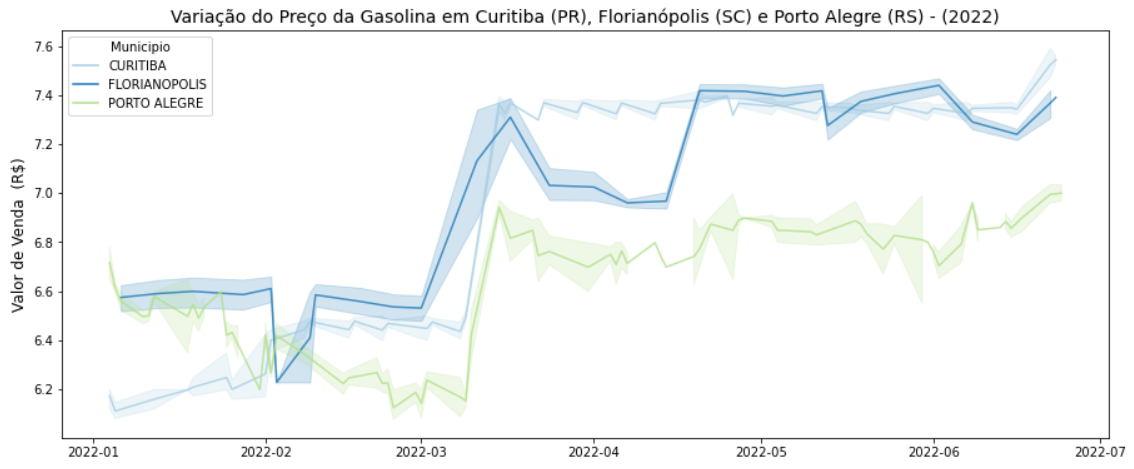 Variação do Preço da Gasolina em Curitiba (PR), Florianópolis (SC) e Porto Alegre (RS) - (2022)
Municipio
CURITIBA
FLORIANOPOLIS
PORTO ALEGRE
Valor de Venda (R$)
7.6
7.4
7.2
7.0
6.8
6.6
6.4
6.2
2022-01 2022-02 2022-03 2022-04 2022-05 2022-06 2022-07